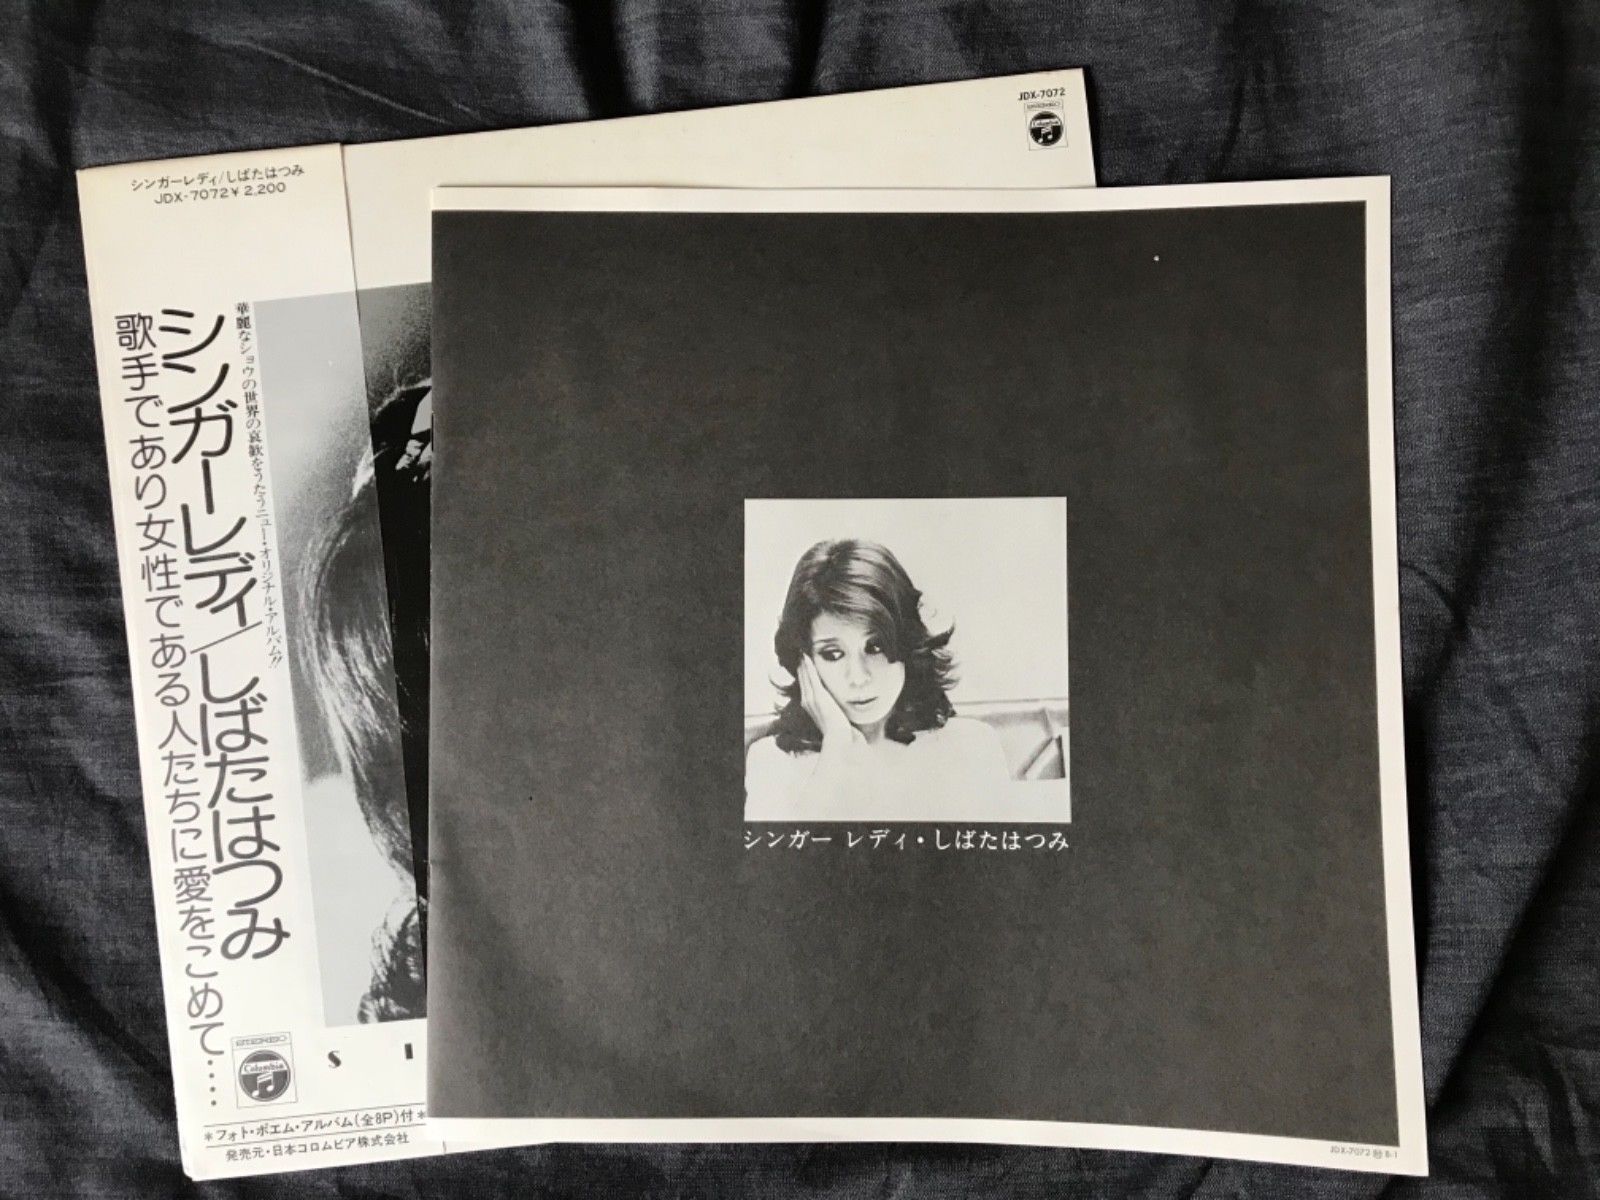 シンガーレディ/しばたはつみ
JDX-7072¥2,200
華麗なショウの世界の哀歓をうたうニュー・オリジナル・アルバム!!
シンガーレディ/しばたはつみ
歌手であり女性である人たちに愛をこめて‥‥
STEREO
Columbia
S I
*フォト・ポエム・アルバム(全8P)付*
発売元・日本コロムビア株式会社
JDX-7072
STEREO
Columbia
シンガー レディ・しばたはつみ
JDX-7072 B-1